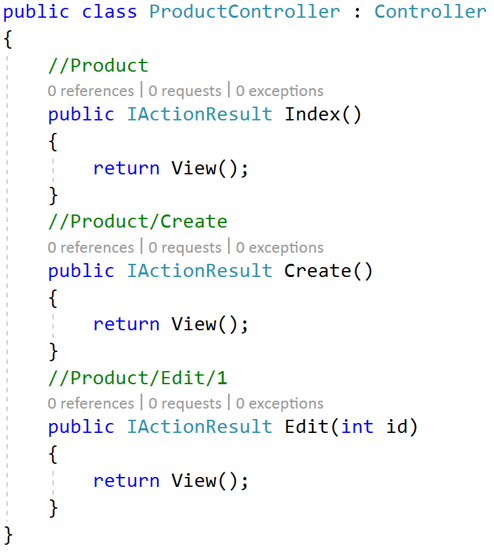 public class ProductController : Controller
{
//Product
0 references | 0 requests | 0 exceptions
public IActionResult Index()
{
return View();
}
//Product/Create
0 references | 0 requests | 0 exceptions
public IActionResult Create()
{
return View();
}
//Product/Edit/1
0 references | 0 requests | 0 exceptions
public IActionResult Edit(int id)
{
return View();
}
}